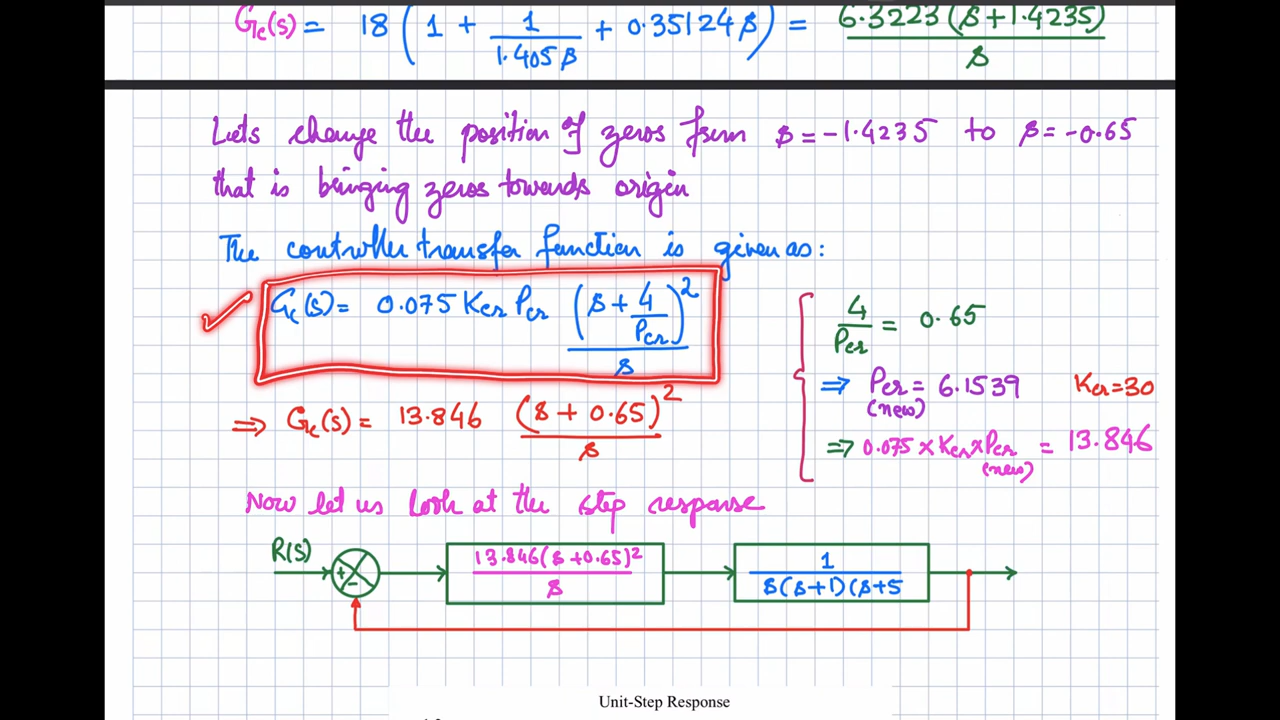 Gc(s) = 18 ( 1 + 1/1.405s + 0.35124s ) = 6.3223(s+1.4235)/s
Lets change the position of zeros from s = -1.4235 to s = -0.65
that is bringing zeros towards origin
The controller transfer function is given as:
✓ Gc(s) = 0.075 Kcr Pcr (s + 4/Pcr)²/s
⇒ Gc(s) = 13.846 (s + 0.65)²/s
4/Pcr = 0.65
⇒ Pcr = 6.1539 Kcr = 30
(new)
⇒ 0.075 × Kcr × Pcr = 13.846
(new)
Now let us look at the step response
R(s)
+
−
13.846(s+0.65)²/s
1/s(s+1)(s+5
Unit-Step Response